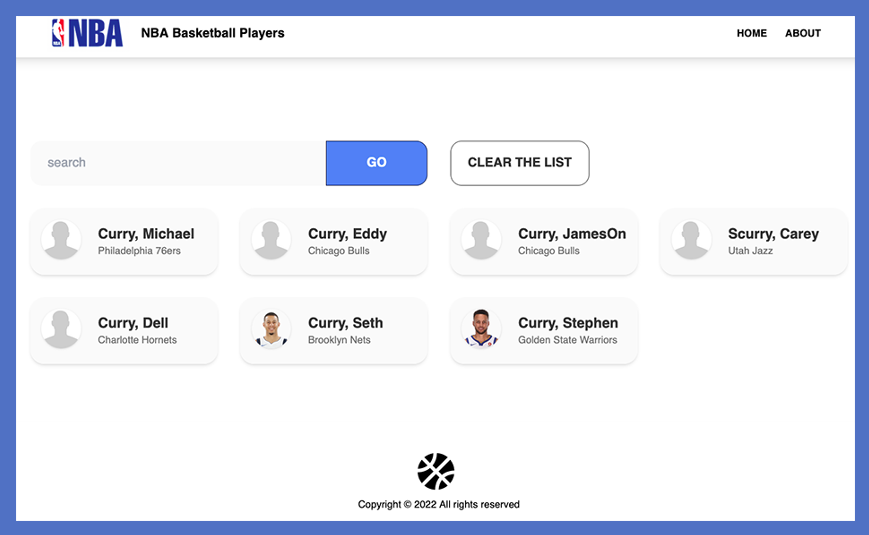 NBA NBA Basketball Players HOME ABOUT
search GO CLEAR THE LIST
Curry, Michael
Philadelphia 76ers
Curry, Eddy
Chicago Bulls
Curry, JamesOn
Chicago Bulls
Scurry, Carey
Utah Jazz
Curry, Dell
Charlotte Hornets
Curry, Seth
Brooklyn Nets
Curry, Stephen
Golden State Warriors
Copyright © 2022 All rights reserved